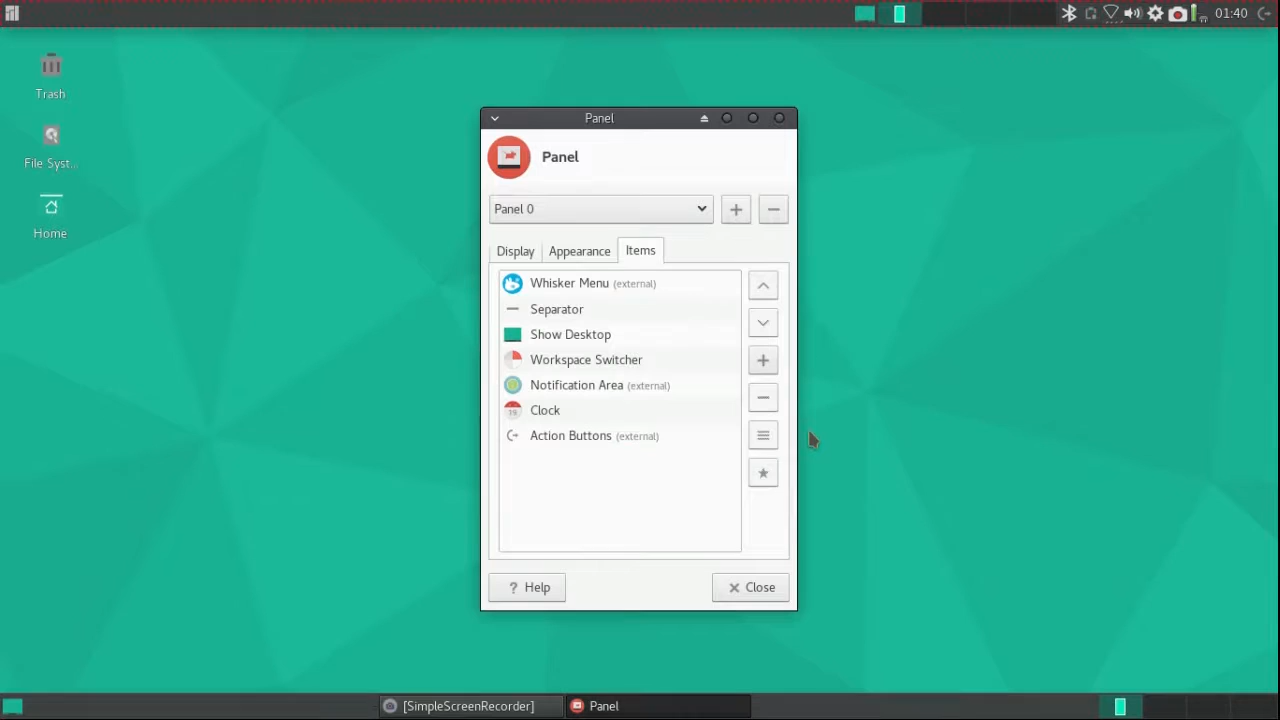 01:40
Trash
File Syst...
Home
Panel
Panel
Panel 0
Display
Appearance
Items
Whisker Menu (external)
Separator
Show Desktop
Workspace Switcher
Notification Area (external)
Clock
Action Buttons (external)
? Help
Close
[SimpleScreenRecorder]
Panel